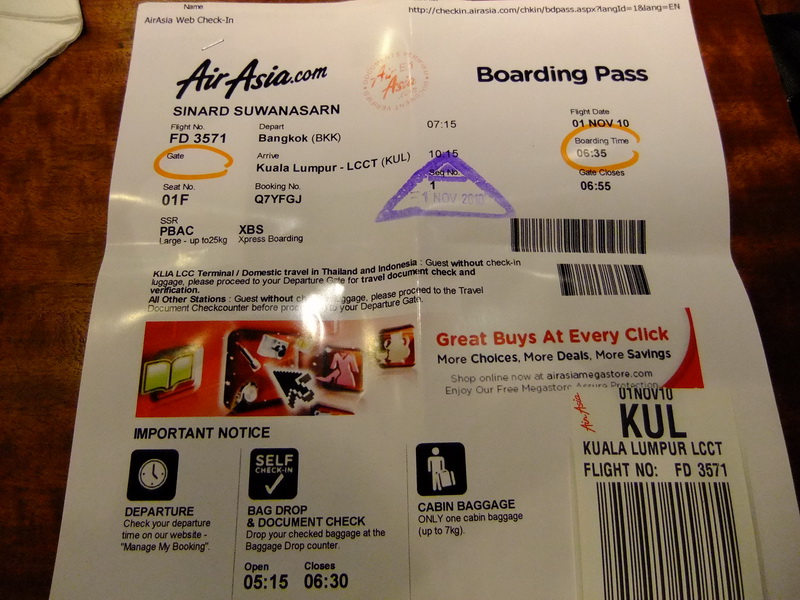 Name
AirAsia Web Check-In
http://checkin.airasia.com/chkin/bdpass.aspx?langId=1&lang=EN
AirAsia.com
Boarding Pass
SINARD SUWANASARN
Flight No.
FD 3571
Depart
Bangkok (BKK)
07:15
Flight Date
01 NOV 10
Gate
Arrive
Kuala Lumpur - LCCT (KUL)
10:15
Boarding Time
06:35
Seat No.
01F
Booking No.
Q7YFGJ
Seq No.
1
1 NOV 2010
Gate Closes
06:55
SSR
PBAC
Large - up to25kg
XBS
Xpress Boarding
KLIA LCC Terminal / Domestic travel in Thailand and Indonesia : Guest without check-in
luggage, please proceed to your Departure Gate for travel document check and
verification.
All Other Stations : Guest without luggage, please proceed to the Travel
Document Checkcounter before to your Departure Gate.
Great Buys At Every Click
More Choices, More Deals, More Savings
Shop online now at airasiamegastore.com
Enjoy Our Free Megastore Assure Protection
IMPORTANT NOTICE
DEPARTURE
Check your departure
time on our website -
"Manage My Booking".
SELF
CHECK-IN
BAG DROP
& DOCUMENT CHECK
Drop your checked baggage at the
Baggage Drop counter.
Open Closes
05:15 06:30
CABIN BAGGAGE
ONLY one cabin baggage
(up to 7kg).
AirAsia
01NOV10
KUL
KUALA LUMPUR LCCT
FLIGHT NO: FD 3571